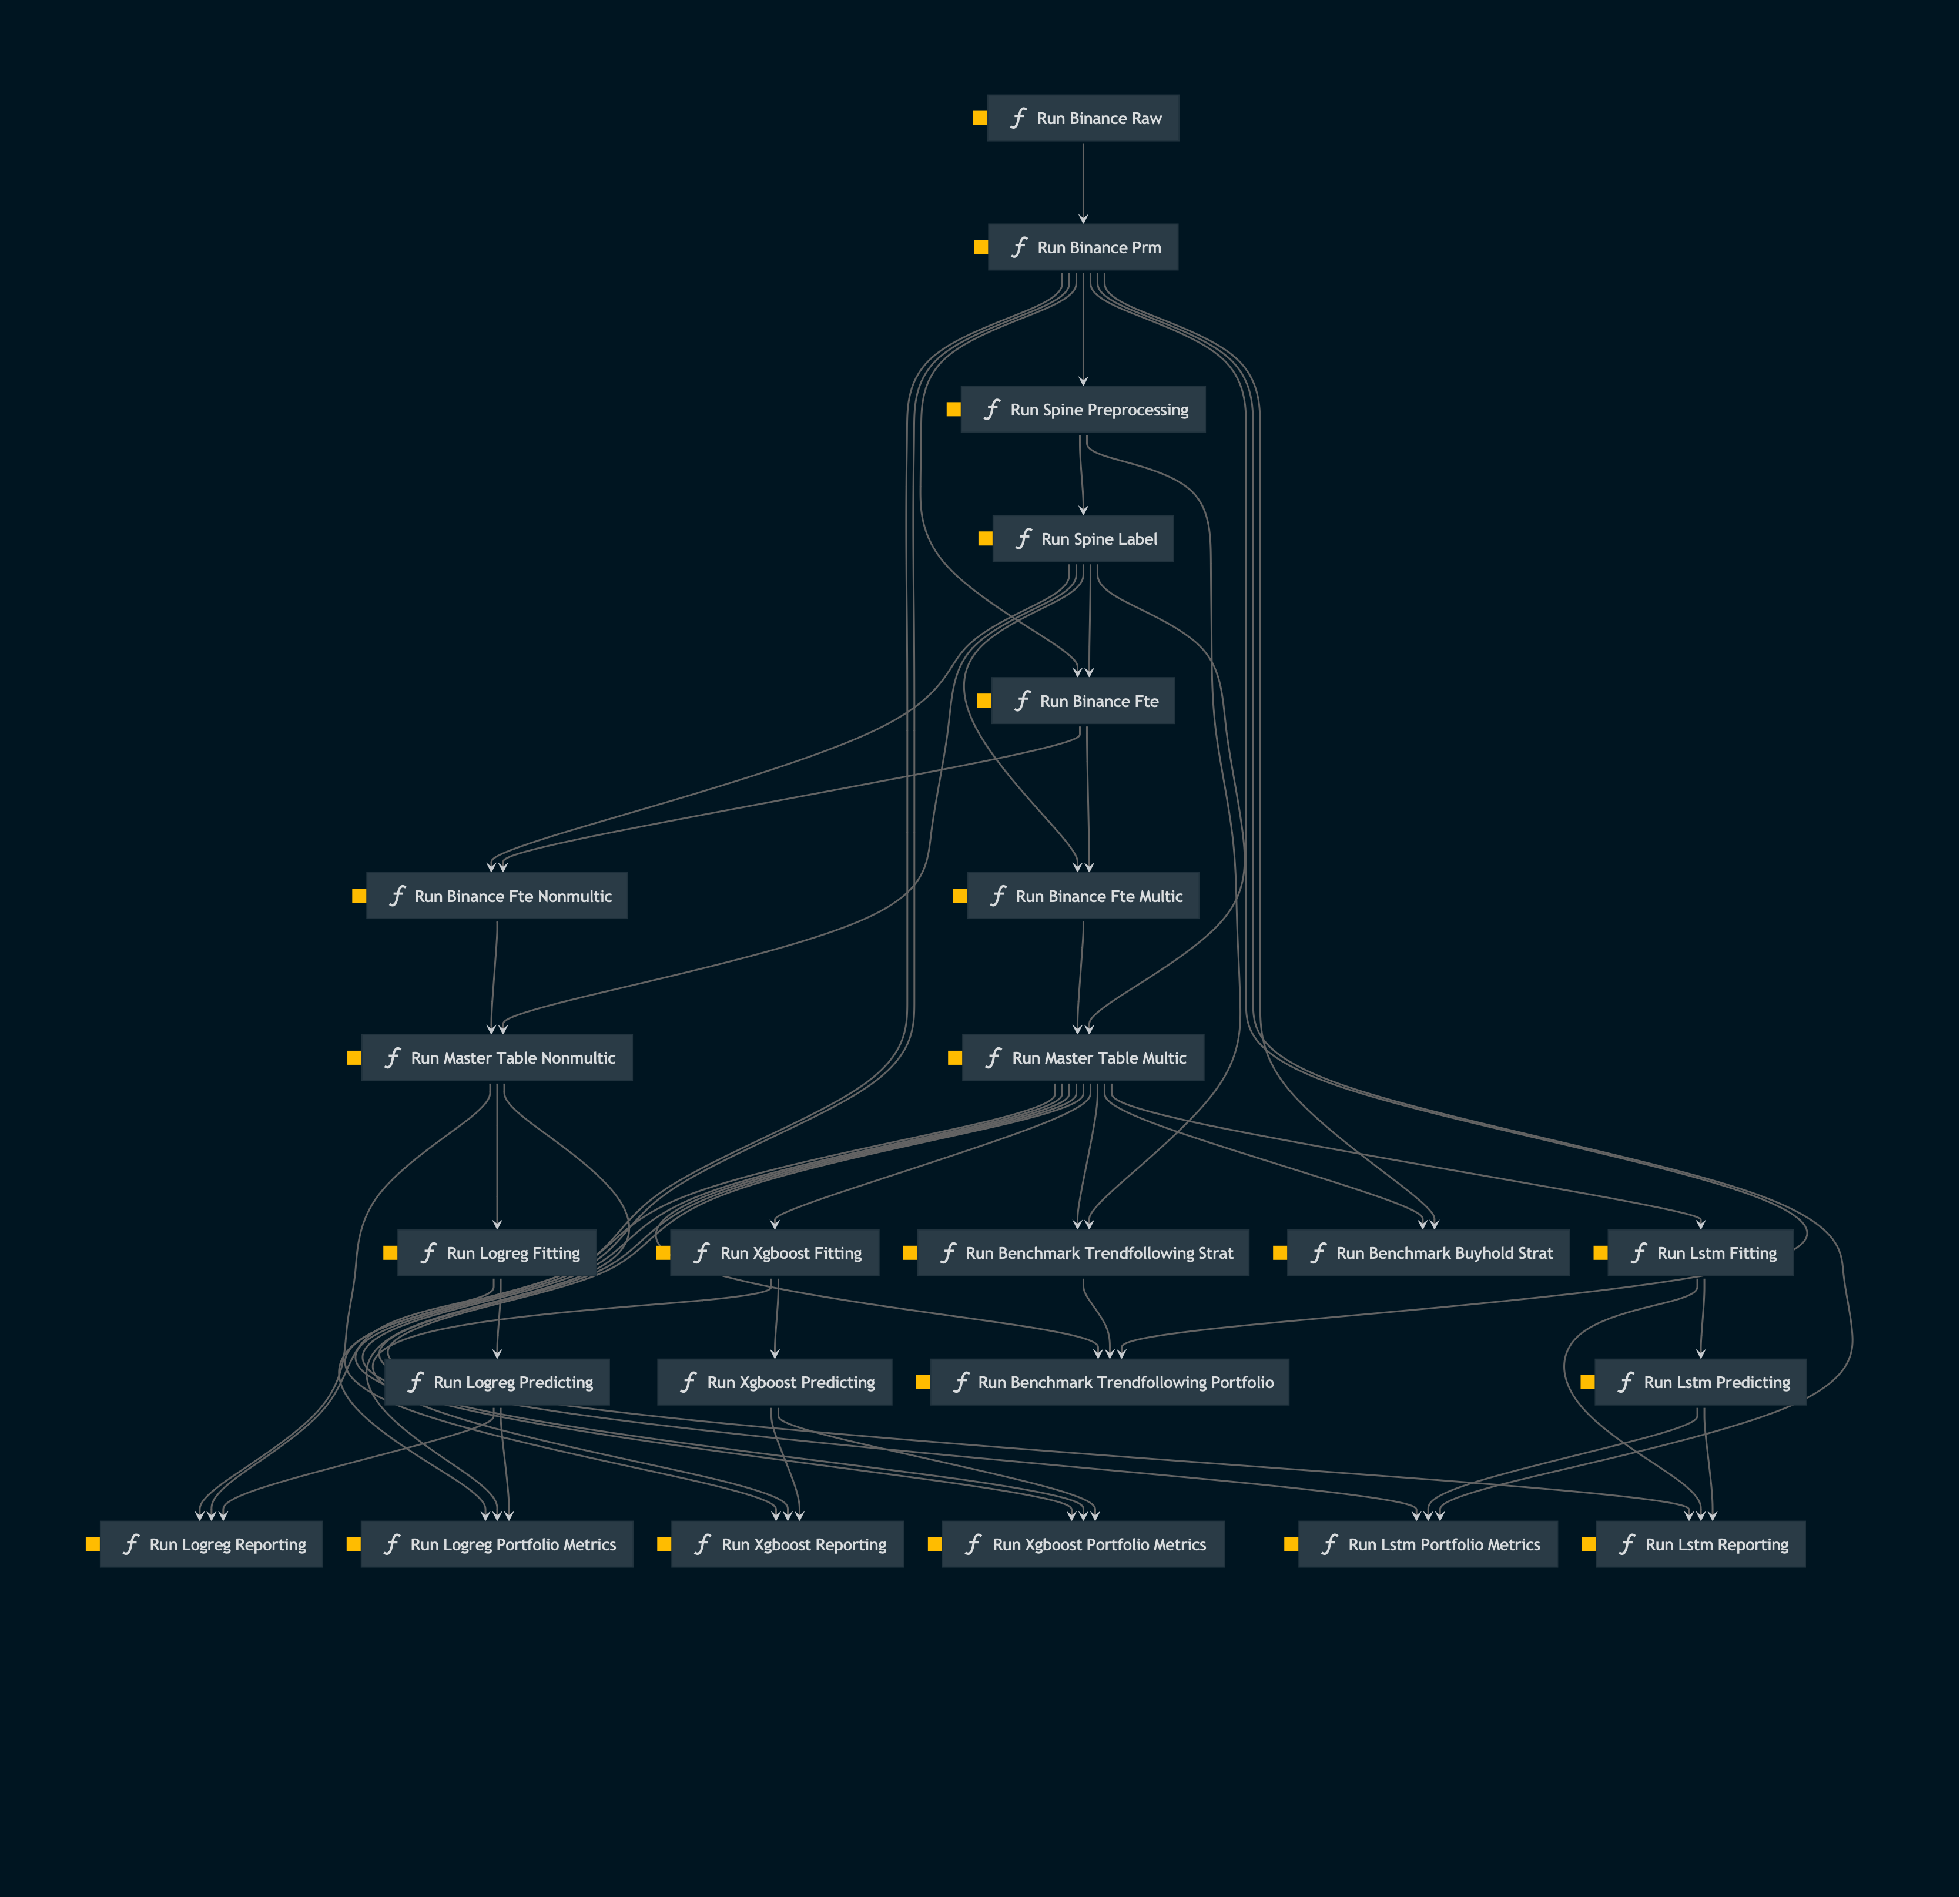 Run Binance Raw
Run Binance Prm
Run Spine Preprocessing
Run Spine Label
Run Binance Fte
Run Binance Fte Nonmultic
Run Binance Fte Multic
Run Master Table Nonmultic
Run Master Table Multic
Run Logreg Fitting
Run Xgboost Fitting
Run Benchmark Trendfollowing Strat
Run Benchmark Buyhold Strat
Run Lstm Fitting
Run Logreg Predicting
Run Xgboost Predicting
Run Benchmark Trendfollowing Portfolio
Run Lstm Predicting
Run Logreg Reporting
Run Logreg Portfolio Metrics
Run Xgboost Reporting
Run Xgboost Portfolio Metrics
Run Lstm Portfolio Metrics
Run Lstm Reporting